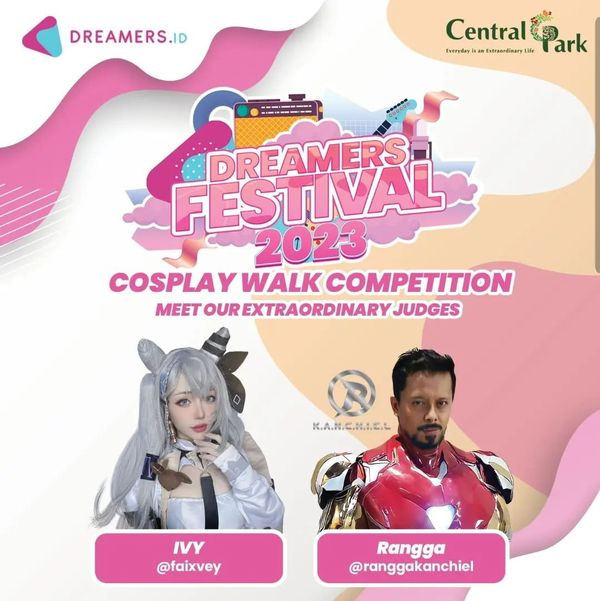 DREAMERS.ID
Central Park
Everyday is an Extraordinary Life
DREAMERS
FESTIVAL
2023
COSPLAY WALK COMPETITION
MEET OUR EXTRAORDINARY JUDGES
K.A.N.C.H.I.E.L
IVY
@faixvey
Rangga
@ranggakanchiel